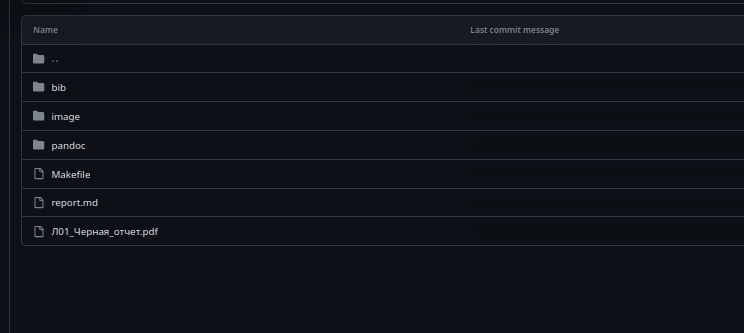 Name Last commit message
..
bib
image
pandoc
Makefile
report.md
Л01_Черная_отчет.pdf